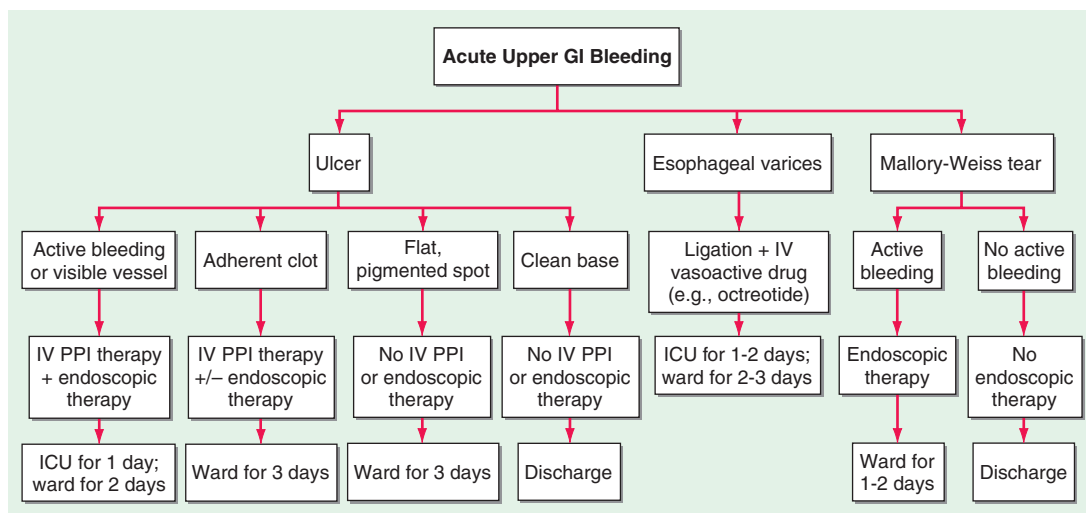 Acute Upper GI Bleeding
Ulcer
Esophageal varices
Mallory-Weiss tear
Active bleeding
or visible vessel
Adherent clot
Flat,
pigmented spot
Clean base
Ligation + IV
vasoactive drug
(e.g., octreotide)
Active
bleeding
No active
bleeding
IV PPI therapy
+ endoscopic
therapy
IV PPI therapy
+/– endoscopic
therapy
No IV PPI
or endoscopic
therapy
No IV PPI
or endoscopic
therapy
ICU for 1-2 days;
ward for 2-3 days
Endoscopic
therapy
No
endoscopic
therapy
ICU for 1 day;
ward for 2 days
Ward for 3 days
Ward for 3 days
Discharge
Ward for
1-2 days
Discharge